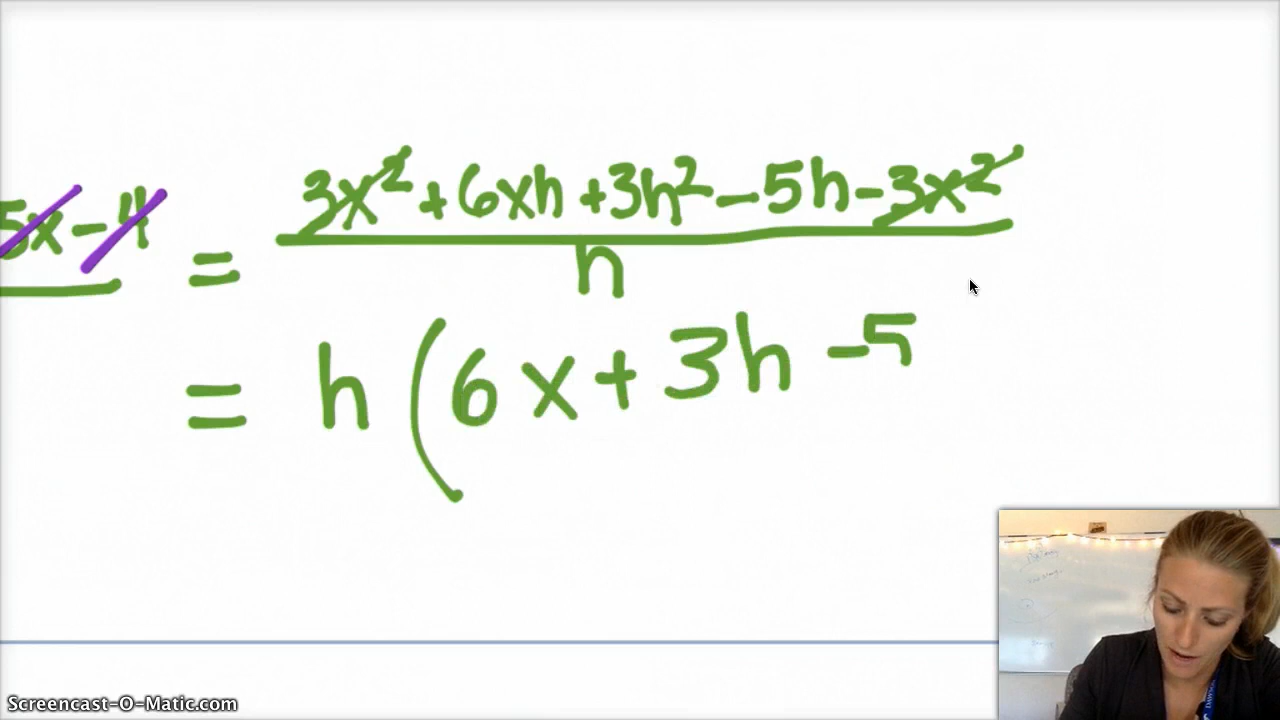 5x - 4 = 3x² + 6xh + 3h² - 5h - 3x²
h
= h ( 6x + 3h - 5
Screencast-O-Matic.com